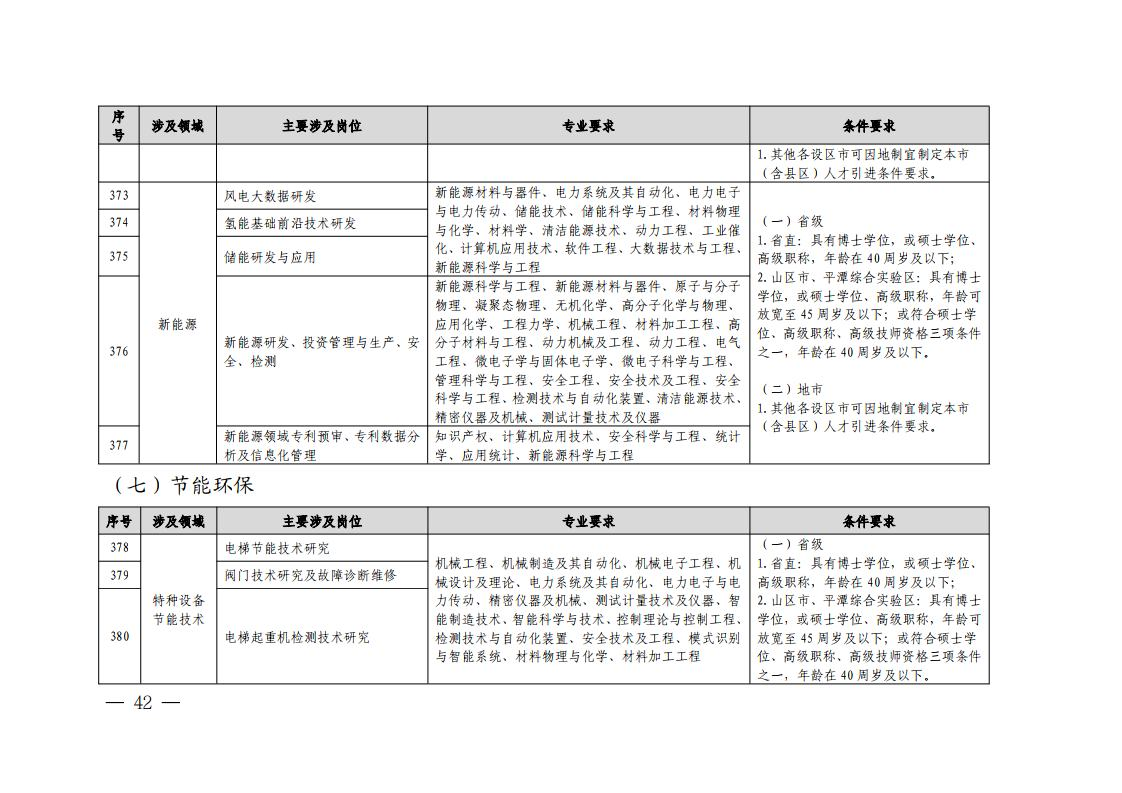 序号 涉及领域 主要涉及岗位 专业要求 条件要求
1.其他各设区市可因地制宜制定本市
（含县区）人才引进条件要求。
373
风电大数据研发
374
氢能基础前沿技术研发
375
储能研发与应用
新能源材料与器件、电力系统及其自动化、电力电子
与电力传动、储能技术、储能科学与工程、材料物理
与化学、材料学、清洁能源技术、动力工程、工业催
化、计算机应用技术、软件工程、大数据技术与工程、
新能源科学与工程
新能源
376
新能源研发、投资管理与生产、安
全、检测
新能源科学与工程、新能源材料与器件、原子与分子
物理、凝聚态物理、无机化学、高分子化学与物理、
应用化学、工程力学、机械工程、材料加工工程、高
分子材料与工程、动力机械及工程、动力工程、电气
工程、微电子学与固体电子学、微电子科学与工程、
管理科学与工程、安全工程、安全技术及工程、安全
科学与工程、检测技术与自动化装置、清洁能源技术、
精密仪器及机械、测试计量技术及仪器
377
新能源领域专利预审、专利数据分
析及信息化管理
知识产权、计算机应用技术、安全科学与工程、统计
学、应用统计、新能源科学与工程
（一）省级
1.省直：具有博士学位，或硕士学位、
高级职称，年龄在 40 周岁及以下；
2.山区市、平潭综合实验区：具有博士
学位，或硕士学位、高级职称，年龄可
放宽至 45 周岁及以下；或符合硕士学
位、高级职称、高级技师资格三项条件
之一，年龄在 40 周岁及以下。
（二）地市
1.其他各设区市可因地制宜制定本市
（含县区）人才引进条件要求。
（七）节能环保
序号 涉及领域 主要涉及岗位 专业要求 条件要求
378
电梯节能技术研究
379
阀门技术研究及故障诊断维修
特种设备
节能技术
380
电梯起重机检测技术研究
机械工程、机械制造及其自动化、机械电子工程、机
械设计及理论、电力系统及其自动化、电力电子与电
力传动、精密仪器及机械、测试计量技术及仪器、智
能制造技术、智能科学与技术、控制理论与控制工程、
检测技术与自动化装置、安全技术及工程、模式识别
与智能系统、材料物理与化学、材料加工工程
（一）省级
1.省直：具有博士学位，或硕士学位、
高级职称，年龄在 40 周岁及以下；
2.山区市、平潭综合实验区：具有博士
学位，或硕士学位、高级职称，年龄可
放宽至 45 周岁及以下；或符合硕士学
位、高级职称、高级技师资格三项条件
之一，年龄在 40 周岁及以下。
— 42 —